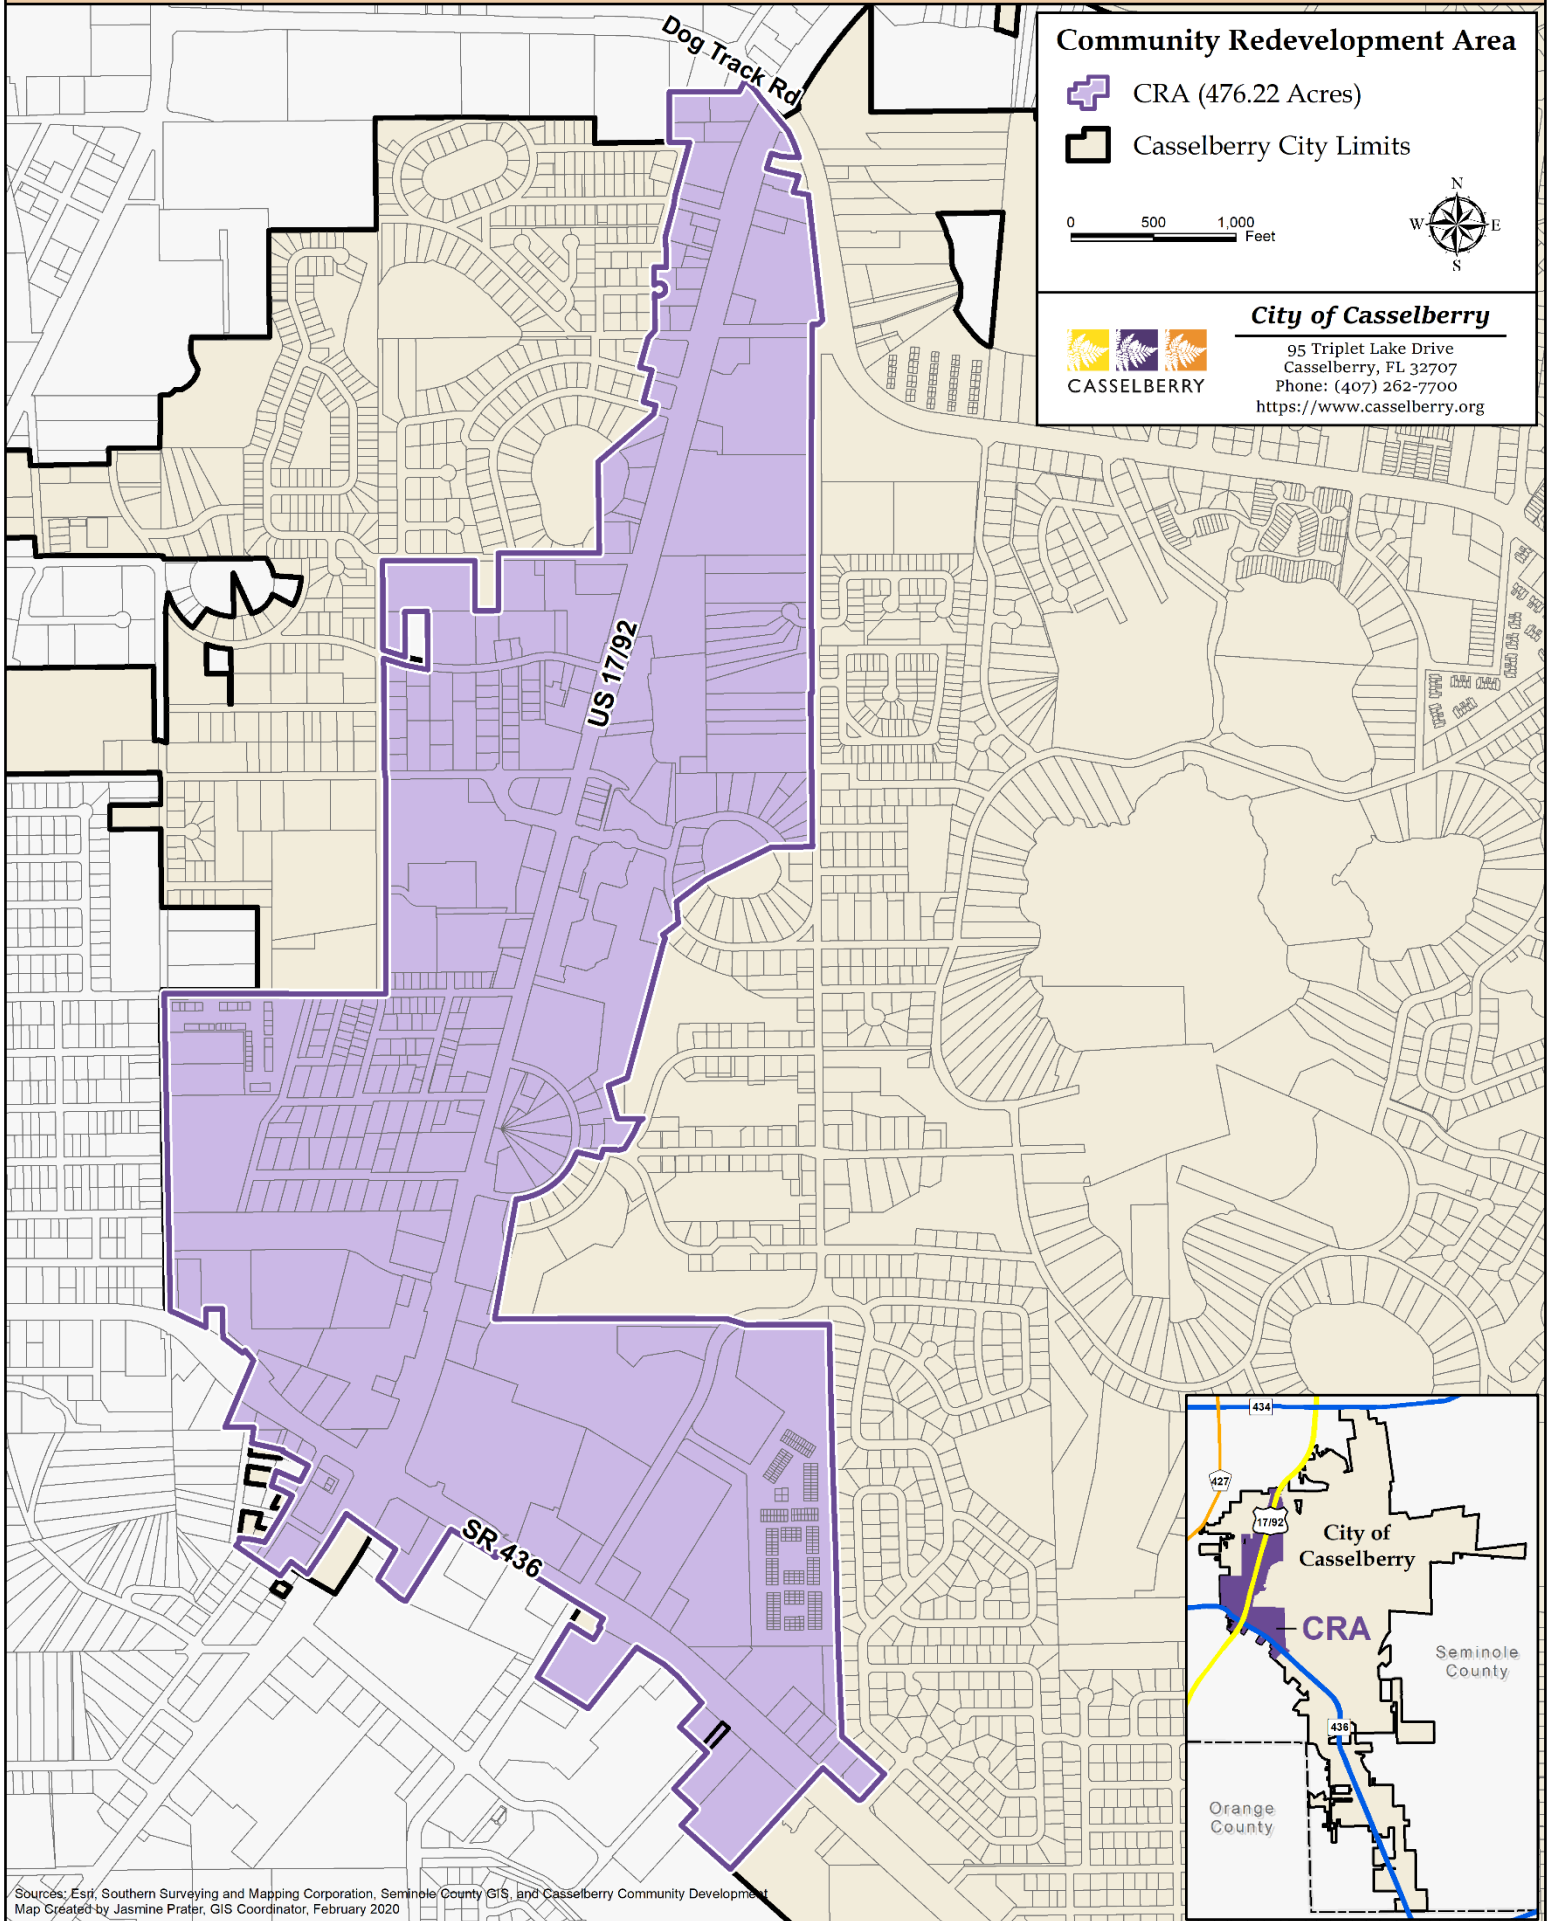 Dog Track Rd
Community Redevelopment Area
CRA (476.22 Acres)
Casselberry City Limits
N
W E
S
0 500 1,000
Feet
CASSELBERRY
City of Casselberry
95 Triplet Lake Drive
Casselberry, FL 32707
Phone: (407) 262-7700
https://www.casselberry.org
US 17/92
SR 436
434
427
17/92
City of
Casselberry
CRA
Seminole
County
436
Orange
County
Sources: Esri, Southern Surveying and Mapping Corporation, Seminole County GIS, and Casselberry Community Development
Map Created by Jasmine Prater, GIS Coordinator, February 2020